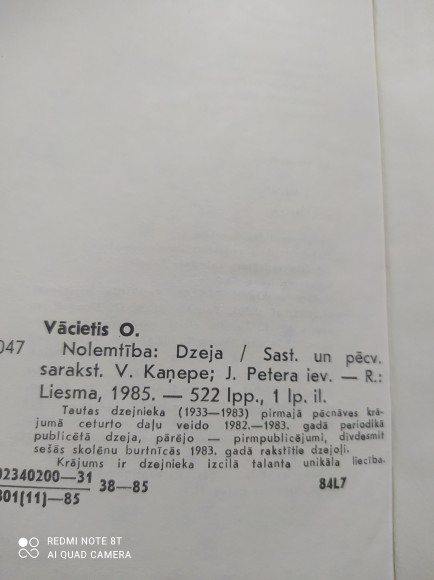 Vācietis O.
047 Nolemtība: Dzeja / Sast. un pēcv.
sarakst. V. Kaņepe; J. Petera iev. — R.:
Liesma, 1985. — 522 lpp., 1 lp. il.
Tautas dzejnieka (1933—1983) pirmajā pēcnāves krā-
jumā ceturto daļu veido 1982.—1983. gadā periodikā
publicētā dzeja, pārējo — pirmpublicējumi, divdesmit
sešās skolēnu burtnīcās 1983. gadā rakstītie dzejoļi.
Krājums ir dzejnieka izcilā talanta unikāla liecība.
02340200—31
801(11)—85 38—85 84L7
REDMI NOTE 8T
AI QUAD CAMERA